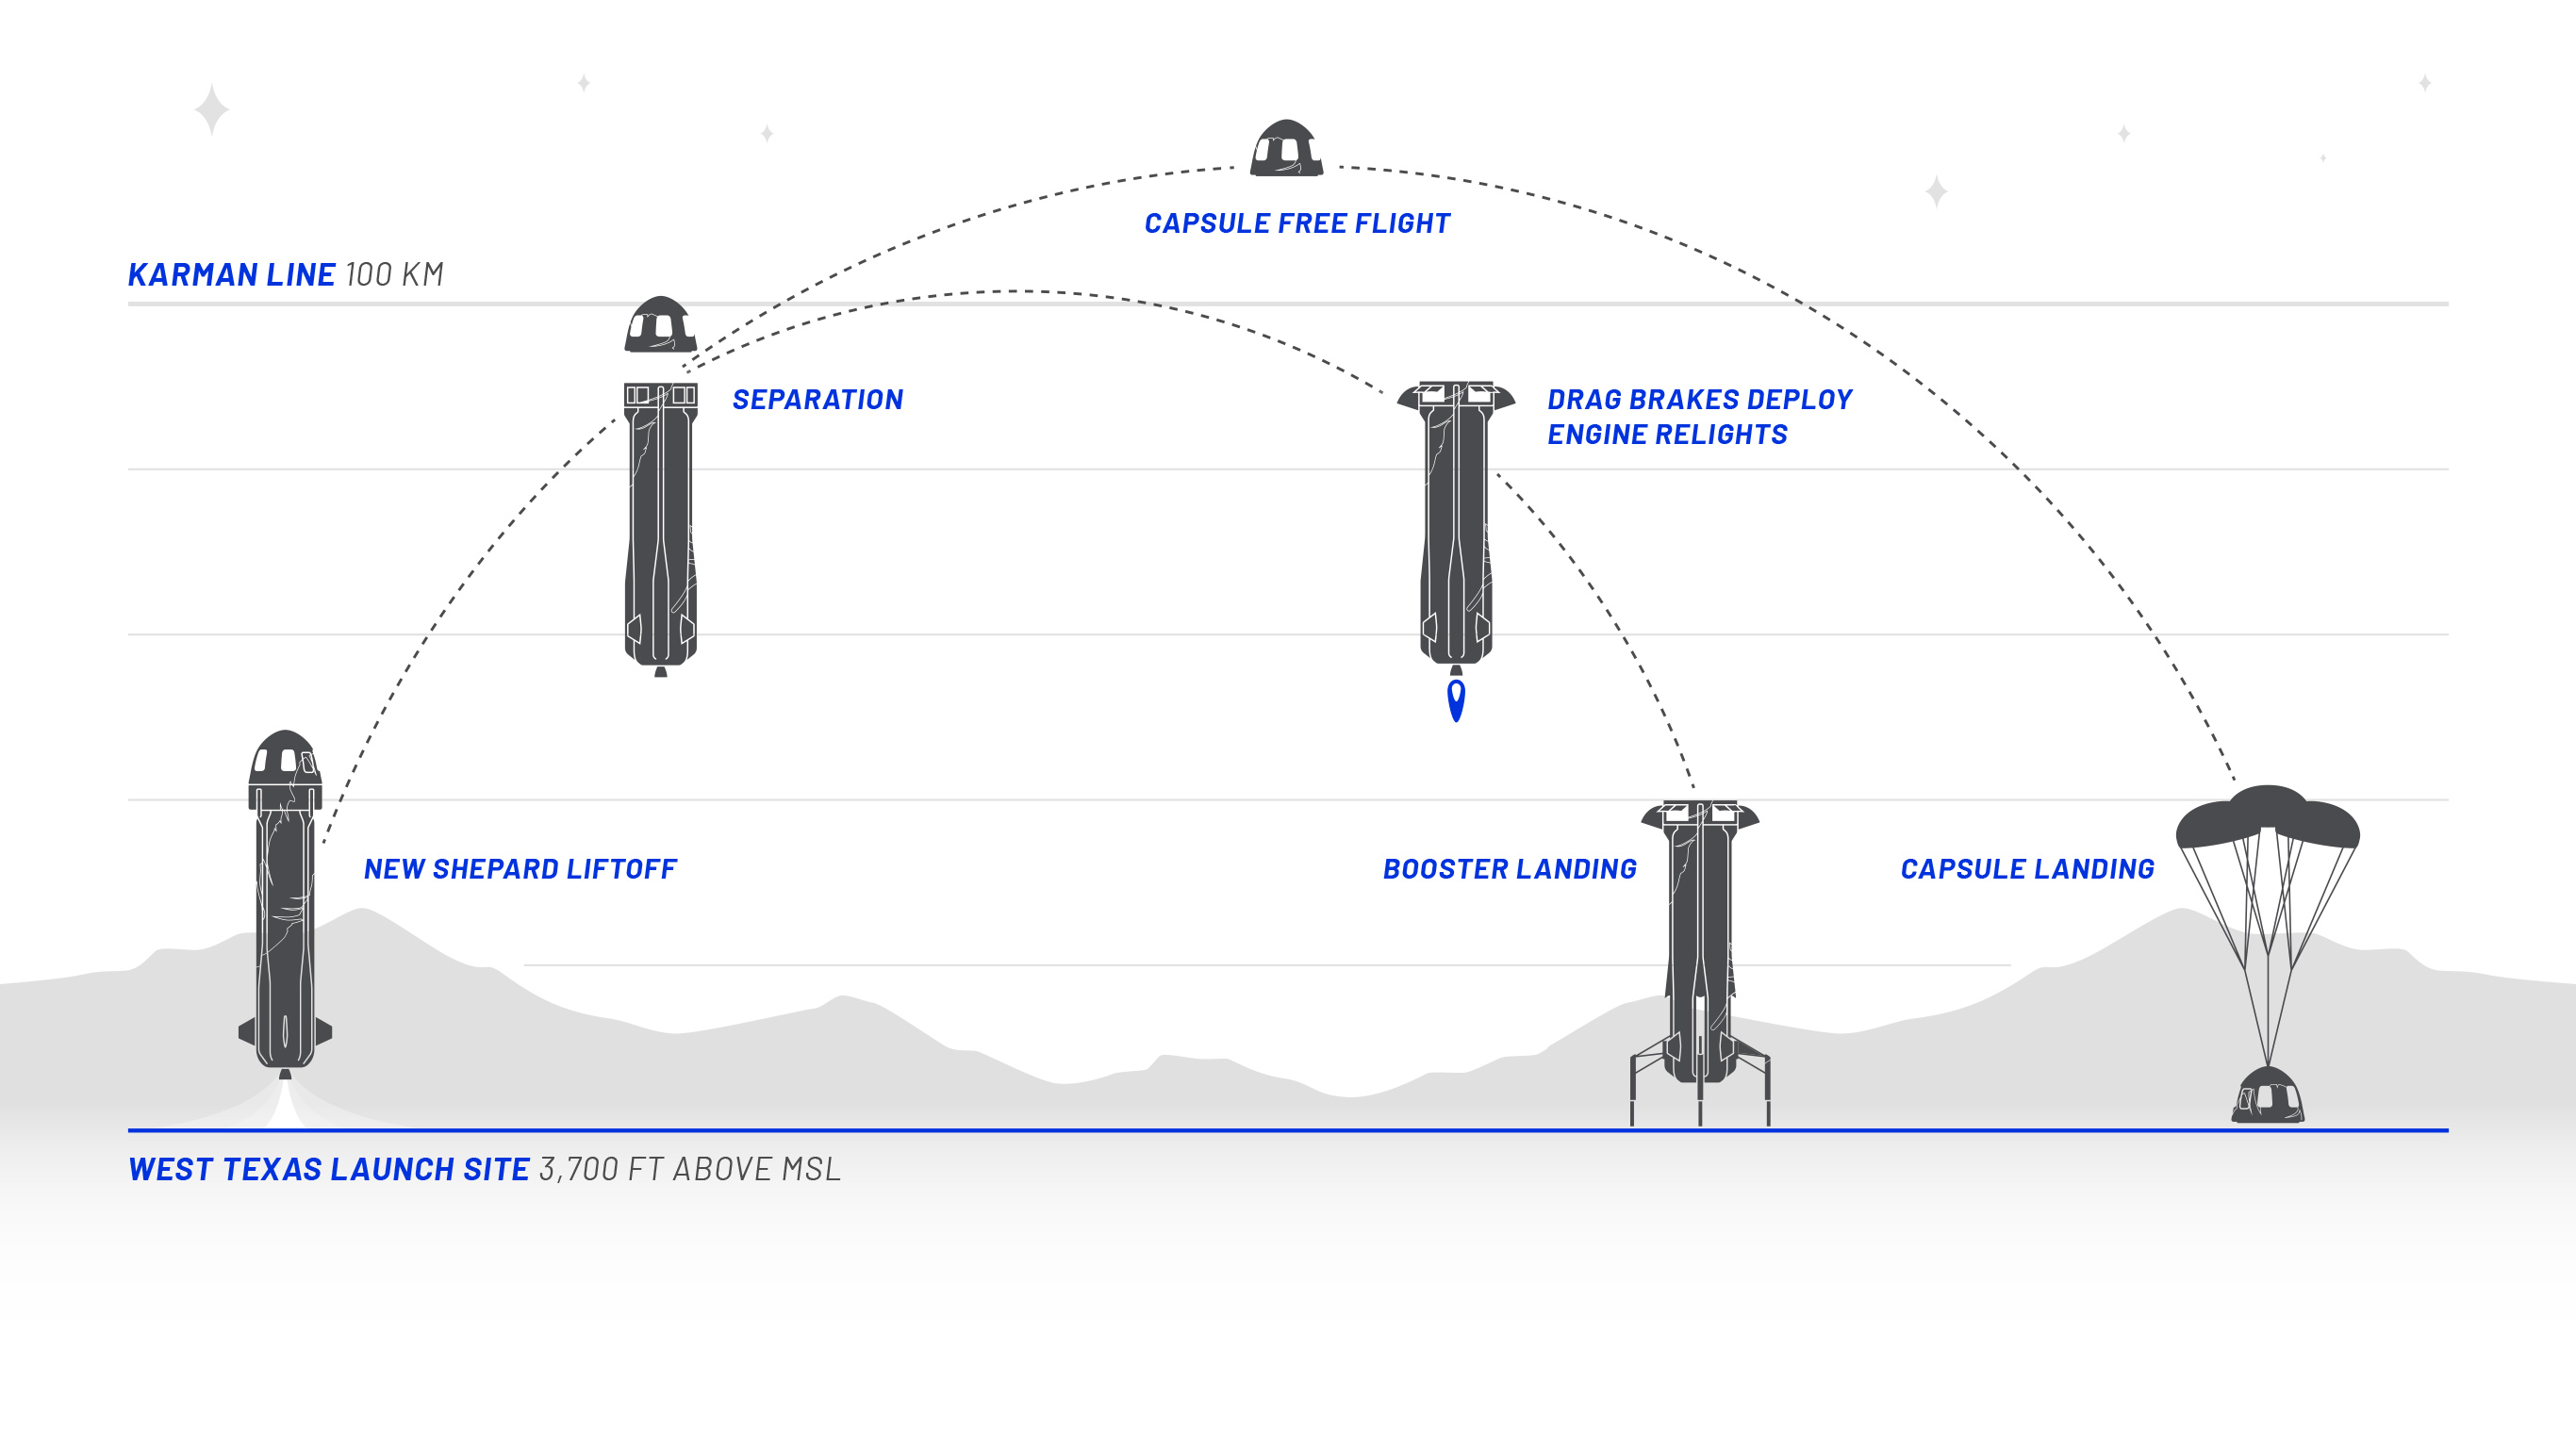 CAPSULE FREE FLIGHT
KARMAN LINE 100 KM
SEPARATION
DRAG BRAKES DEPLOY
ENGINE RELIGHTS
NEW SHEPARD LIFTOFF
BOOSTER LANDING
CAPSULE LANDING
WEST TEXAS LAUNCH SITE 3,700 FT ABOVE MSL